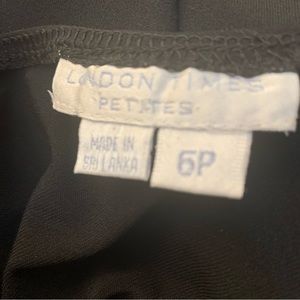 LONDON TIMES
PETITES
MADE IN
SRI LANKA
6P